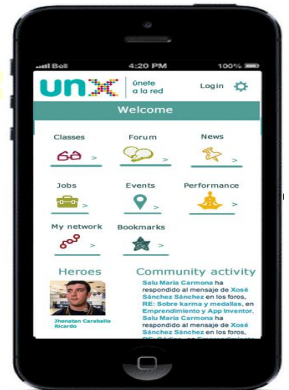 Bell 4:20 PM 100%
unx únete
a la red
Login
Welcome
Classes Forum News
> > >
Jobs Events Performance
> > >
My network Bookmarks
> >
Heroes
Jhonatan Caraballo
Ricardo
Community activity
Salu Maria Carmona ha
respondido al mensaje de Xosé
Sánchez Sánchez en los foros,
RE: Sobre karma y medallas, en
Emprendimiento y App Inventor.
Salu Maria Carmona ha
respondido al mensaje de Xosé
Sánchez Sánchez en los foros,